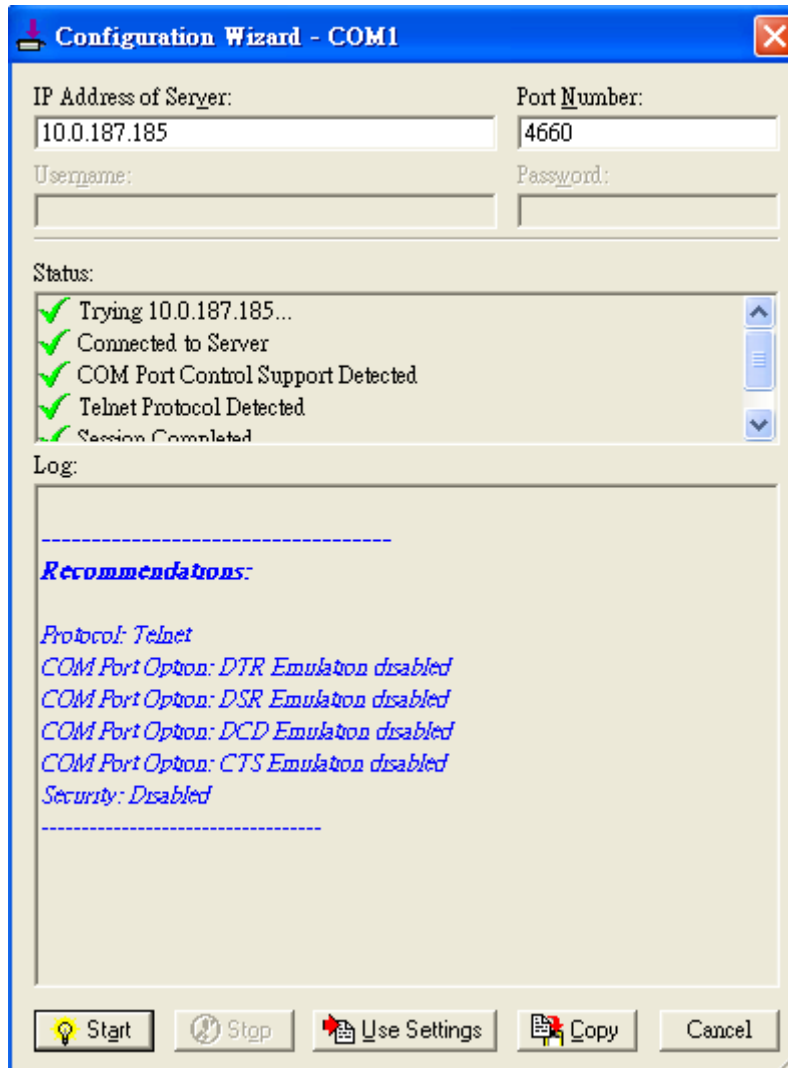 Configuration Wizard - COM1
IP Address of Server: Port Number:
10.0.187.185 4660
Username: Password:
Status:
Trying 10.0.187.185...
Connected to Server
COM Port Control Support Detected
Telnet Protocol Detected
Session Completed
Log:
-----------------------------------
Recommendations:
Protocol: Telnet
COM Port Option: DTR Emulation disabled
COM Port Option: DSR Emulation disabled
COM Port Option: DCD Emulation disabled
COM Port Option: CTS Emulation disabled
Security: Disabled
-----------------------------------
Start Stop Use Settings Copy Cancel